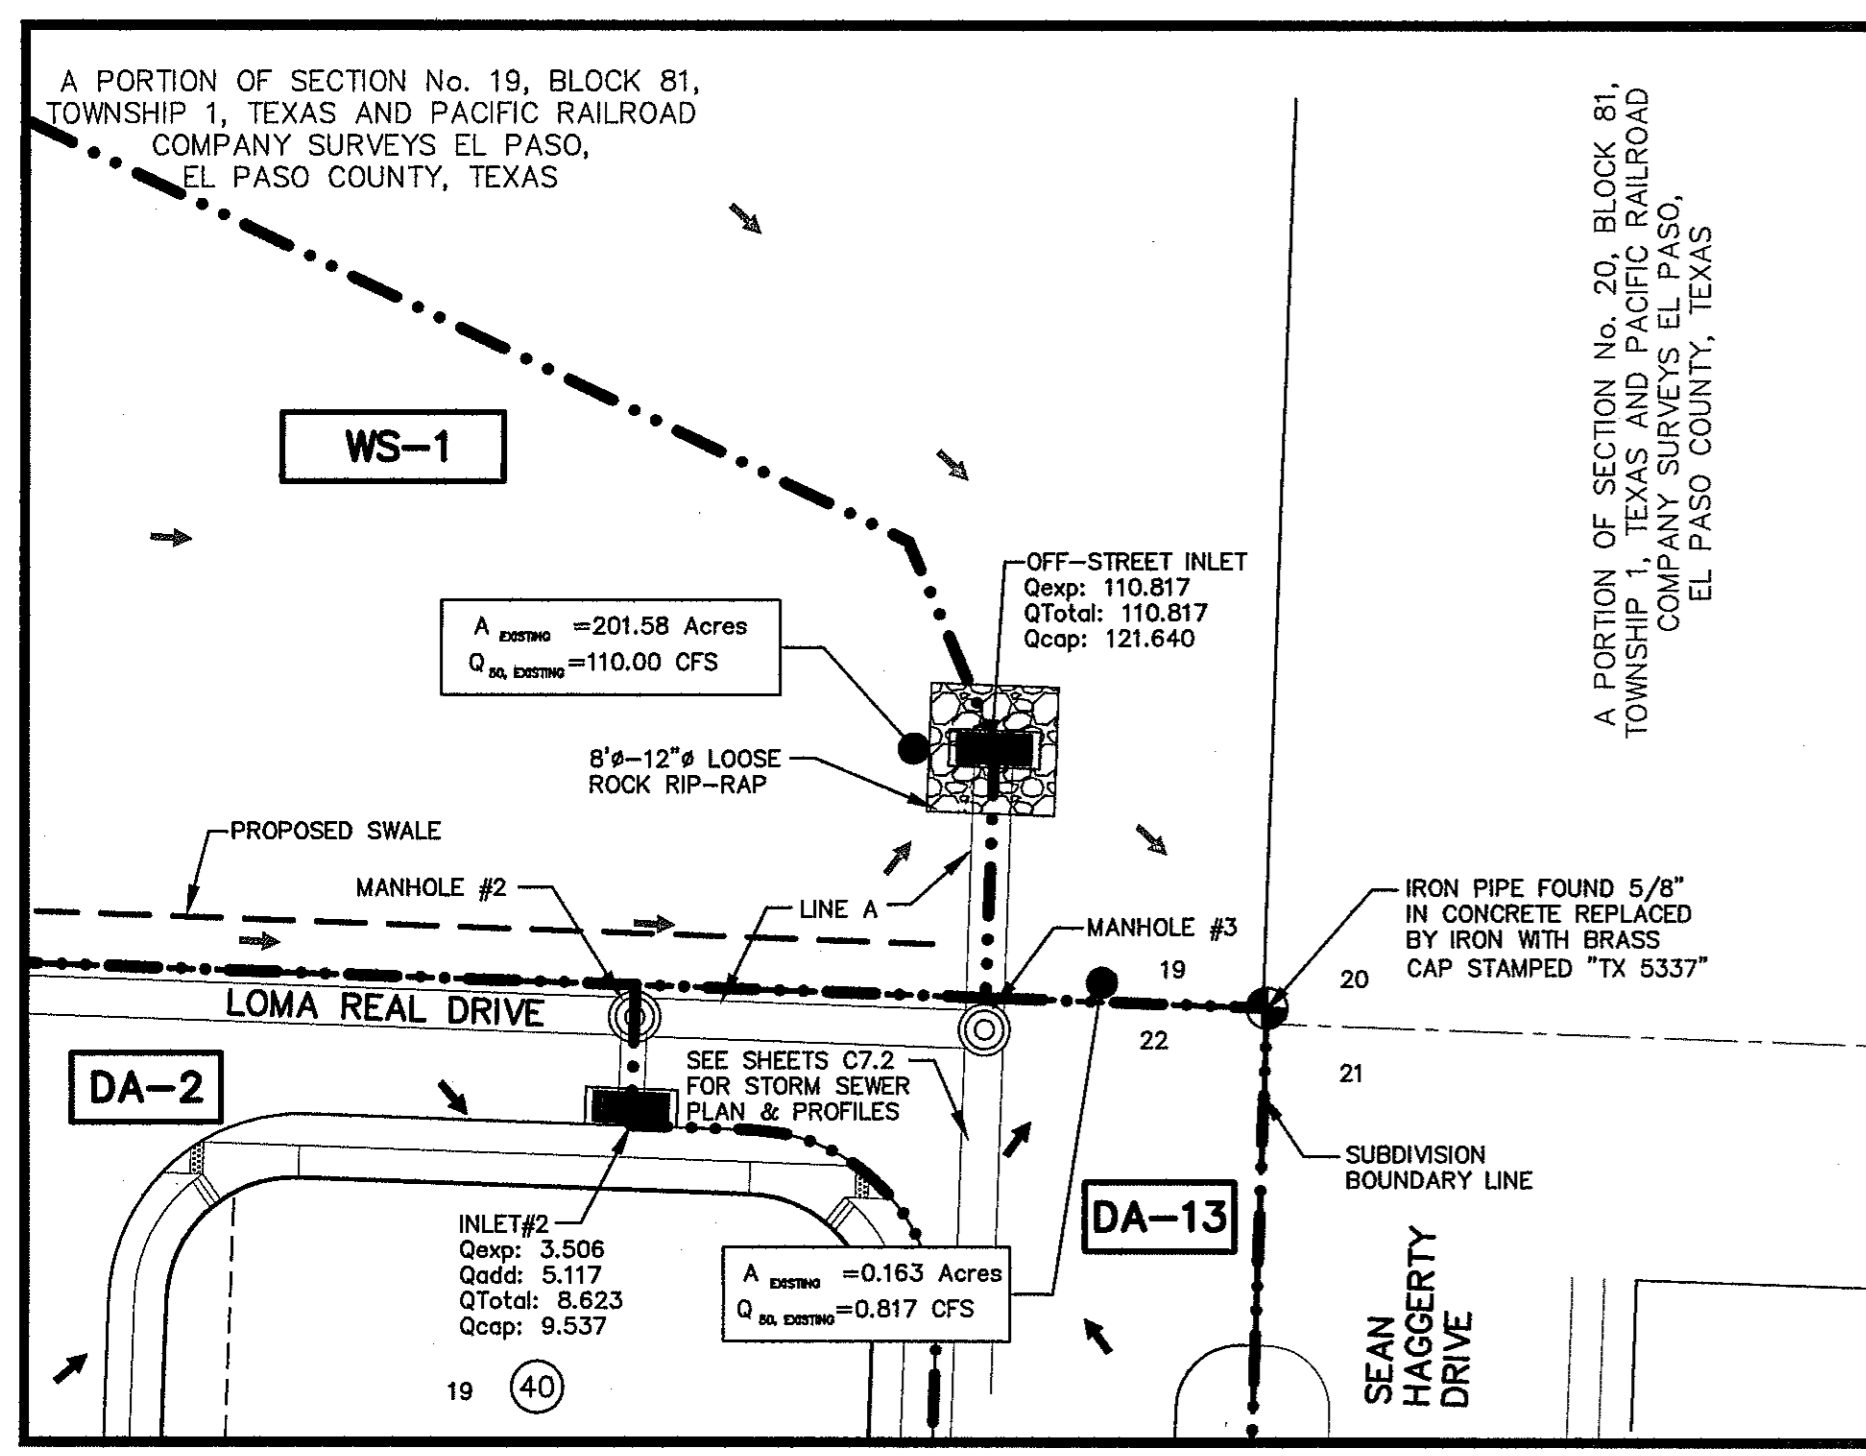 A PORTION OF SECTION No. 19, BLOCK 81,
TOWNSHIP 1, TEXAS AND PACIFIC RAILROAD
COMPANY SURVEYS EL PASO,
EL PASO COUNTY, TEXAS
A PORTION OF SECTION No. 20, BLOCK 81,
TOWNSHIP 1, TEXAS AND PACIFIC RAILROAD
COMPANY SURVEYS EL PASO,
EL PASO COUNTY, TEXAS
WS-1
OFF-STREET INLET
Qexp: 110.817
QTotal: 110.817
Qcap: 121.640
A EXISTING =201.58 Acres
Q 50, EXISTING =110.00 CFS
8'ø-12"ø LOOSE
ROCK RIP-RAP
PROPOSED SWALE
MANHOLE #2
LINE A
MANHOLE #3
IRON PIPE FOUND 5/8"
IN CONCRETE REPLACED
BY IRON WITH BRASS
CAP STAMPED "TX 5337"
19
20
22
21
LOMA REAL DRIVE
DA-2
SEE SHEETS C7.2
FOR STORM SEWER
PLAN & PROFILES
SUBDIVISION
BOUNDARY LINE
DA-13
INLET#2
Qexp: 3.506
Qadd: 5.117
QTotal: 8.623
Qcap: 9.537
A EXISTING =0.163 Acres
Q 50, EXISTING =0.817 CFS
SEAN
HAGGERTY
DRIVE
19
40